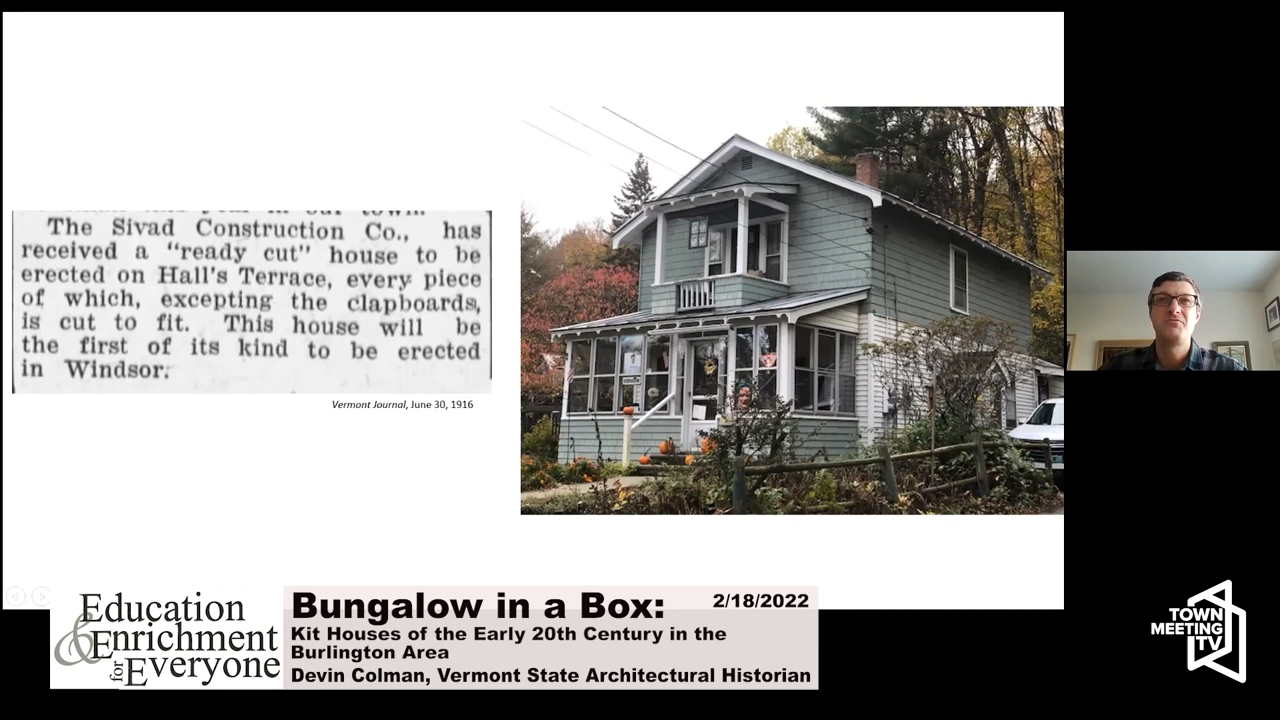 The Sivad Construction Co., has
received a "ready cut" house to be
erected on Hall's Terrace, every piece
of which, excepting the clapboards,
is cut to fit. This house will be
the first of its kind to be erected
in Windsor.
Vermont Journal, June 30, 1916
Education
& Enrichment
for Everyone
Bungalow in a Box: 2/18/2022
Kit Houses of the Early 20th Century in the
Burlington Area
Devin Colman, Vermont State Architectural Historian
TOWN
MEETING
TV